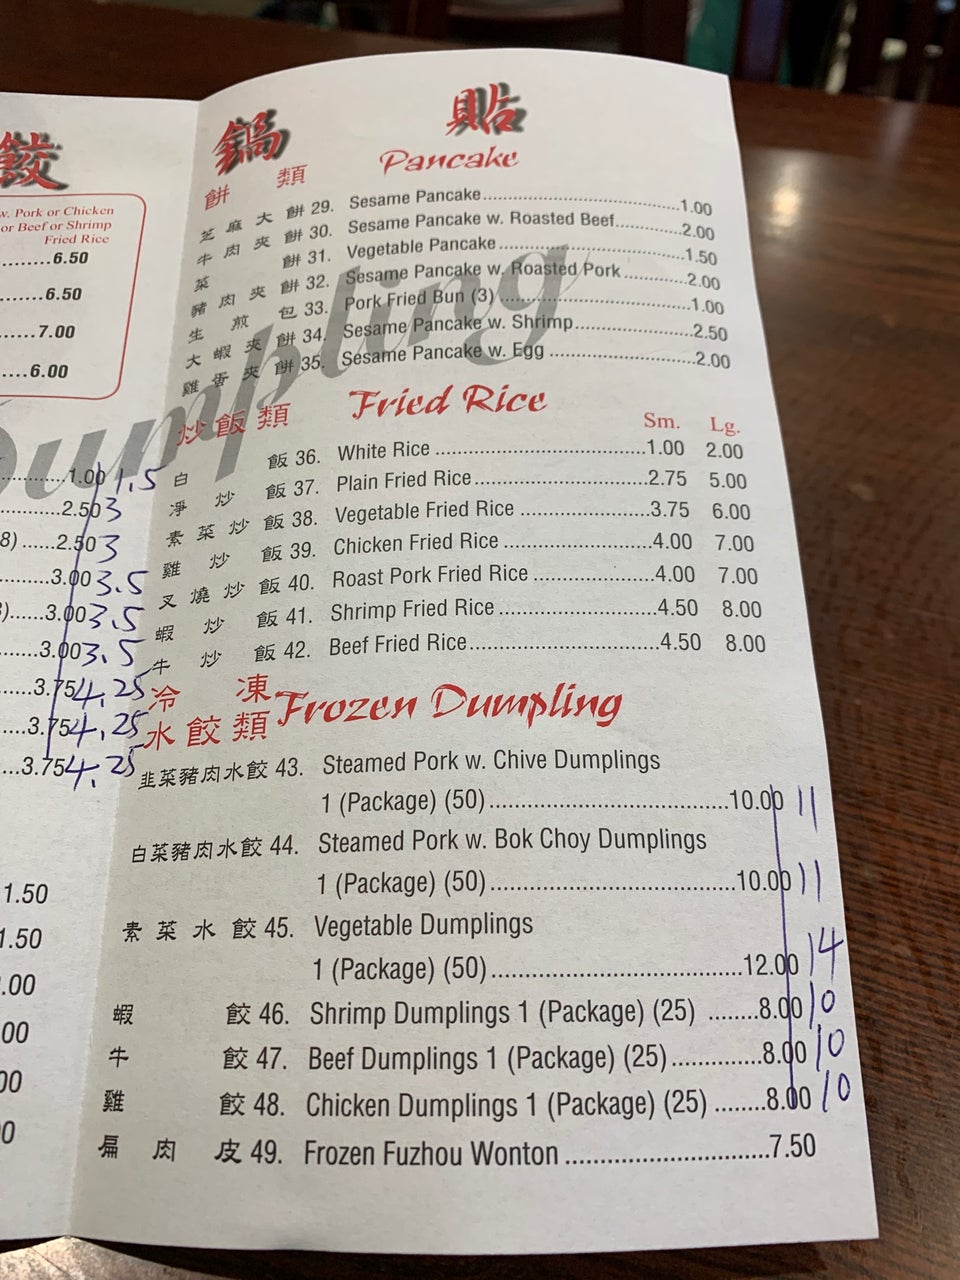 餃
w. Pork or Chicken
or Beef or Shrimp
Fried Rice
........6.50
.......6.50
........7.00
....6.00
...............1.00 1.5
.............2.50 3
8) ......2.50 3
............3.00 3.5
)......3.00 3.5
.......3.00 3.5
......3.75 4.25
....3.75 4.25
...3.75 4.25
1.50
1.50
.00
00
00
0
鍋 貼
餅 類 Pancake
芝麻大餅 29. Sesame Pancake.......................................1.00
牛肉夾餅 30. Sesame Pancake w. Roasted Beef............2.00
菜 餅 31. Vegetable Pancake....................................1.50
豬肉夾餅 32. Sesame Pancake w. Roasted Pork.............2.00
生煎包 33. Pork Fried Bun (3).....................................1.00
大蝦夾餅 34. Sesame Pancake w. Shrimp.....................2.50
雞蛋夾餅 35. Sesame Pancake w. Egg ..........................2.00
炒飯類 Fried Rice
Sm. Lg.
白 飯 36. White Rice ....................................1.00 2.00
淨炒飯 37. Plain Fried Rice..............................2.75 5.00
素菜炒飯 38. Vegetable Fried Rice ......................3.75 6.00
雞炒飯 39. Chicken Fried Rice .........................4.00 7.00
叉燒炒飯 40. Roast Pork Fried Rice ....................4.00 7.00
蝦炒飯 41. Shrimp Fried Rice...........................4.50 8.00
牛炒飯 42. Beef Fried Rice................................4.50 8.00
冷凍
水餃類 Frozen Dumpling
韭菜豬肉水餃 43. Steamed Pork w. Chive Dumplings
1 (Package) (50)....................................10.00 11
白菜豬肉水餃 44. Steamed Pork w. Bok Choy Dumplings
1 (Package) (50)....................................10.00 11
素菜水餃 45. Vegetable Dumplings
1 (Package) (50)....................................12.00 14
蝦 餃 46. Shrimp Dumplings 1 (Package) (25) ........8.00 10
牛 餃 47. Beef Dumplings 1 (Package) (25).............8.00 10
雞 餃 48. Chicken Dumplings 1 (Package) (25) ........8.00 10
扁肉皮 49. Frozen Fuzhou Wonton .............................7.50
Dumpling